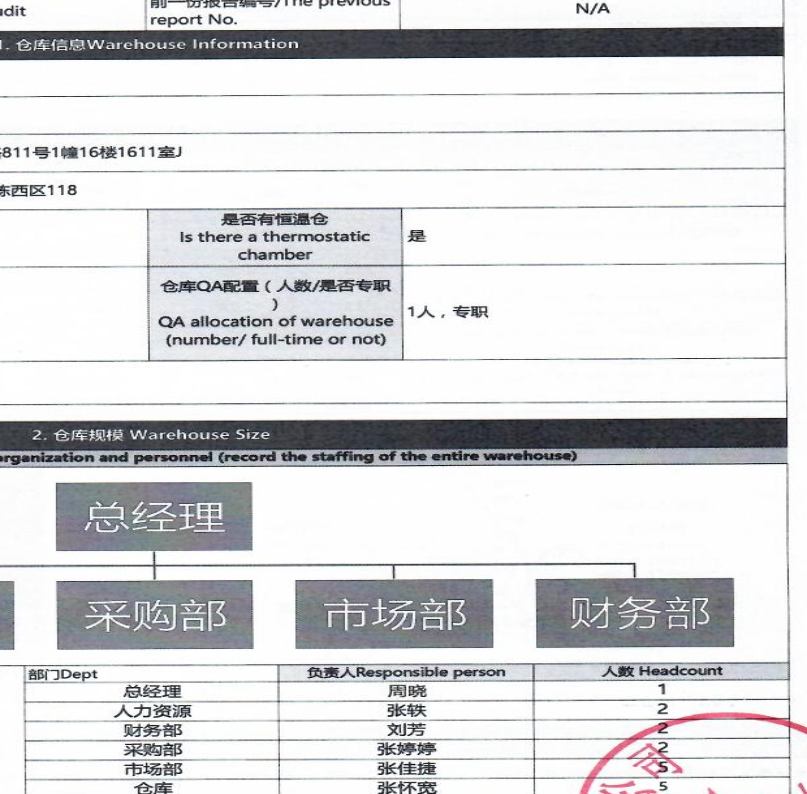 udit
前一份报告编号/The previous
report No.
N/A
1. 仓库信息Warehouse Information
811号1幢16楼1611室J
东西区118
是否有恒温仓
Is there a thermostatic
chamber
是
仓库QA配置（人数/是否专职
）
QA allocation of warehouse
(number/ full-time or not)
1人，专职
2. 仓库规模 Warehouse Size
organization and personnel (record the staffing of the entire warehouse)
总经理
采购部 市场部 财务部
部门Dept 负责人Responsible person 人数 Headcount
总经理 周晓 1
人力资源 张轶 2
财务部 刘芳 2
采购部 张婷婷 2
市场部 张佳捷 5
仓库 张怀宽 5
商